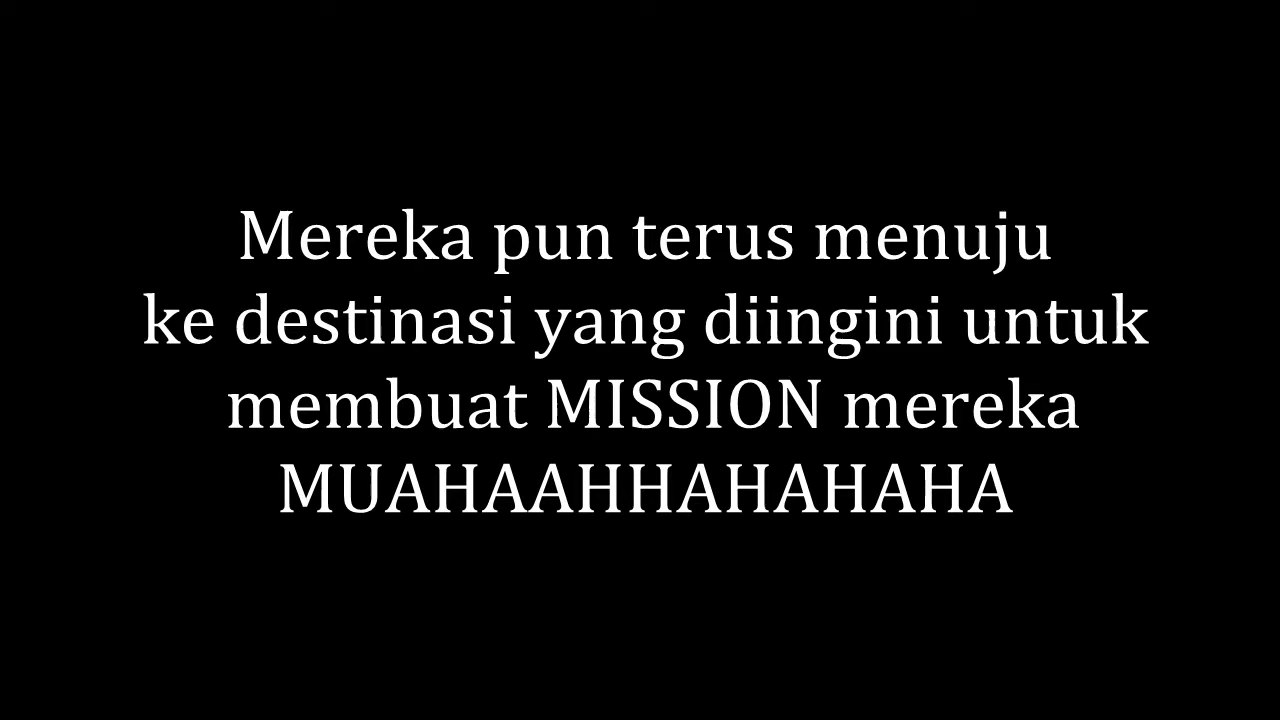 Mereka pun terus menuju
ke destinasi yang diingini untuk
membuat MISSION mereka
MUAHAAHHAHAHAHA